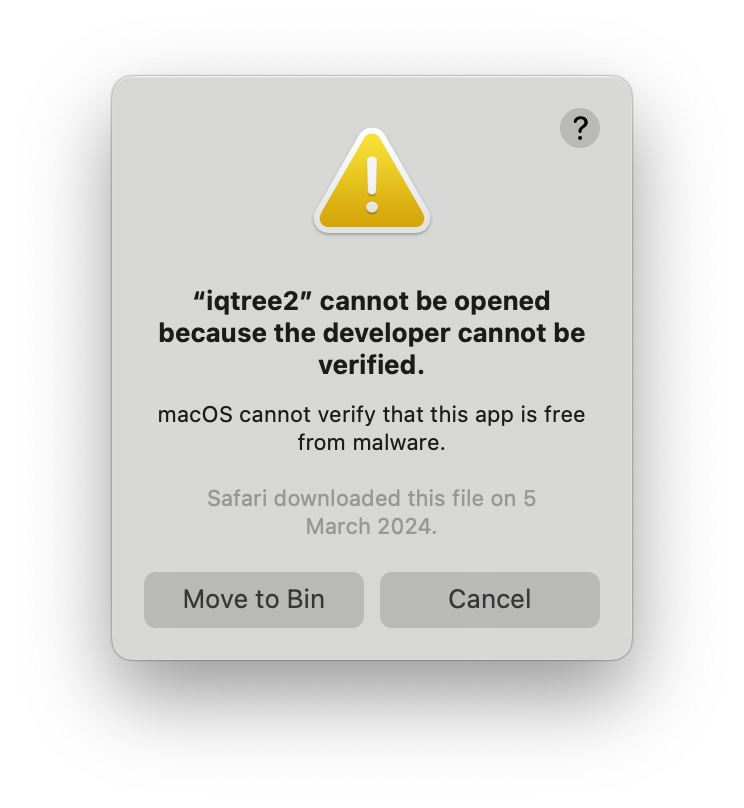 ?
“iqtree2” cannot be opened
because the developer cannot be
verified.
macOS cannot verify that this app is free
from malware.
Safari downloaded this file on 5
March 2024.
Move to Bin
Cancel